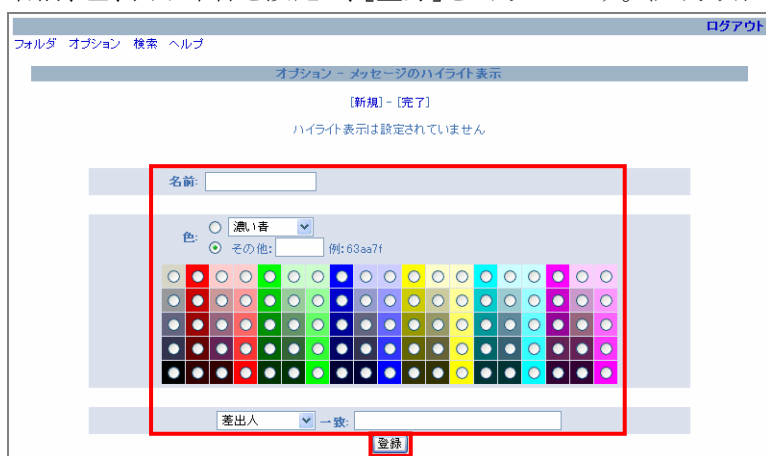 ログアウト
フォルダ オプション 検索 ヘルプ
オプション - メッセージのハイライト表示
[新規] - [完了]
ハイライト表示は設定されていません
名前:
濃い青
色:
その他: 例: 63aa7f
差出人 一致:
登録